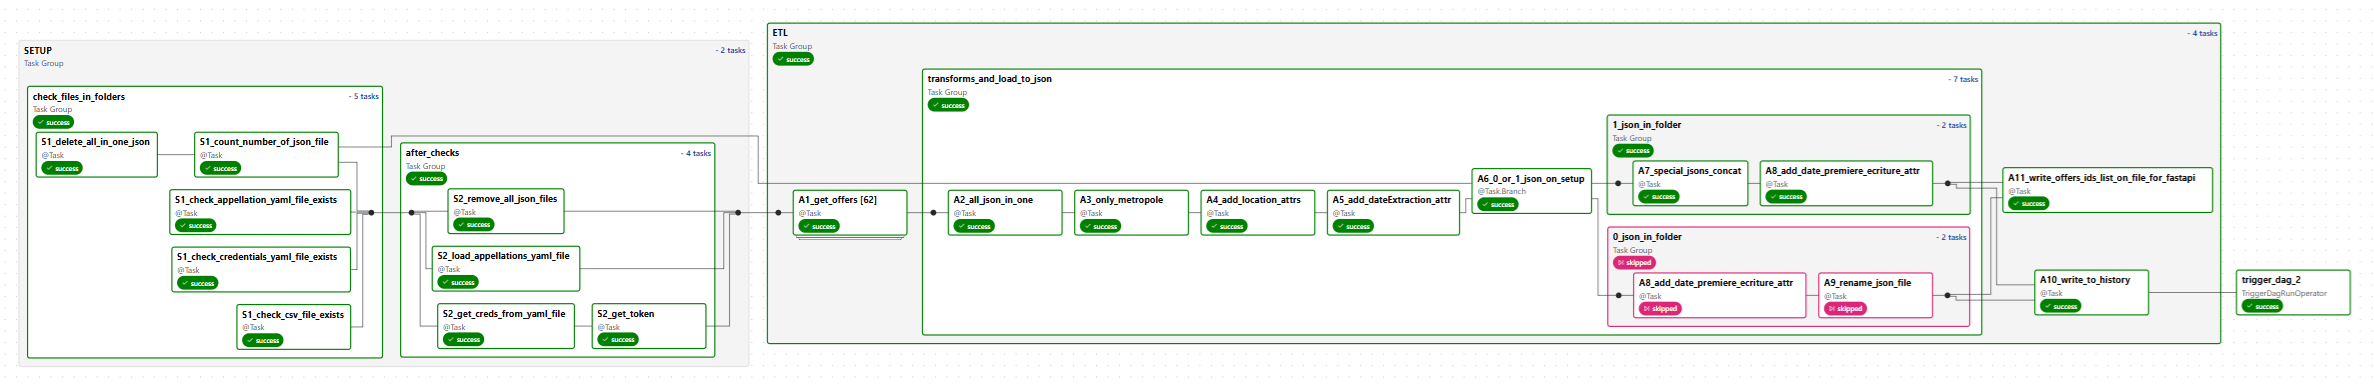 SETUP
- 2 tasks
Task Group
check_files_in_folders
- 5 tasks
Task Group
success
S1_delete_all_in_one_json
@Task
success
S1_count_number_of_json_file
@Task
success
S1_check_appellation_yaml_file_exists
@Task
success
S1_check_credentials_yaml_file_exists
@Task
success
S1_check_csv_file_exists
@Task
success
after_checks
- 4 tasks
Task Group
success
S2_remove_all_json_files
@Task
success
S2_load_appellations_yaml_file
@Task
success
S2_get_creds_from_yaml_file
@Task
success
S2_get_token
@Task
success
ETL
- 4 tasks
Task Group
success
A1_get_offers [62]
@Task
success
transforms_and_load_to_json
- 7 tasks
Task Group
success
A2_all_json_in_one
@Task
success
A3_only_metropole
@Task
success
A4_add_location_attrs
@Task
success
A5_add_dateExtraction_attr
@Task
success
A6_0_or_1_json_on_setup
@Task.Branch
success
1_json_in_folder
- 2 tasks
Task Group
success
A7_special_jsons_concat
@Task
success
A8_add_date_premiere_ecriture_attr
@Task
success
0_json_in_folder
- 2 tasks
Task Group
skipped
A8_add_date_premiere_ecriture_attr
@Task
skipped
A9_rename_json_file
@Task
skipped
A11_write_offers_ids_list_on_file_for_fastapi
@Task
success
A10_write_to_history
@Task
success
trigger_dag_2
TriggerDagRunOperator
success